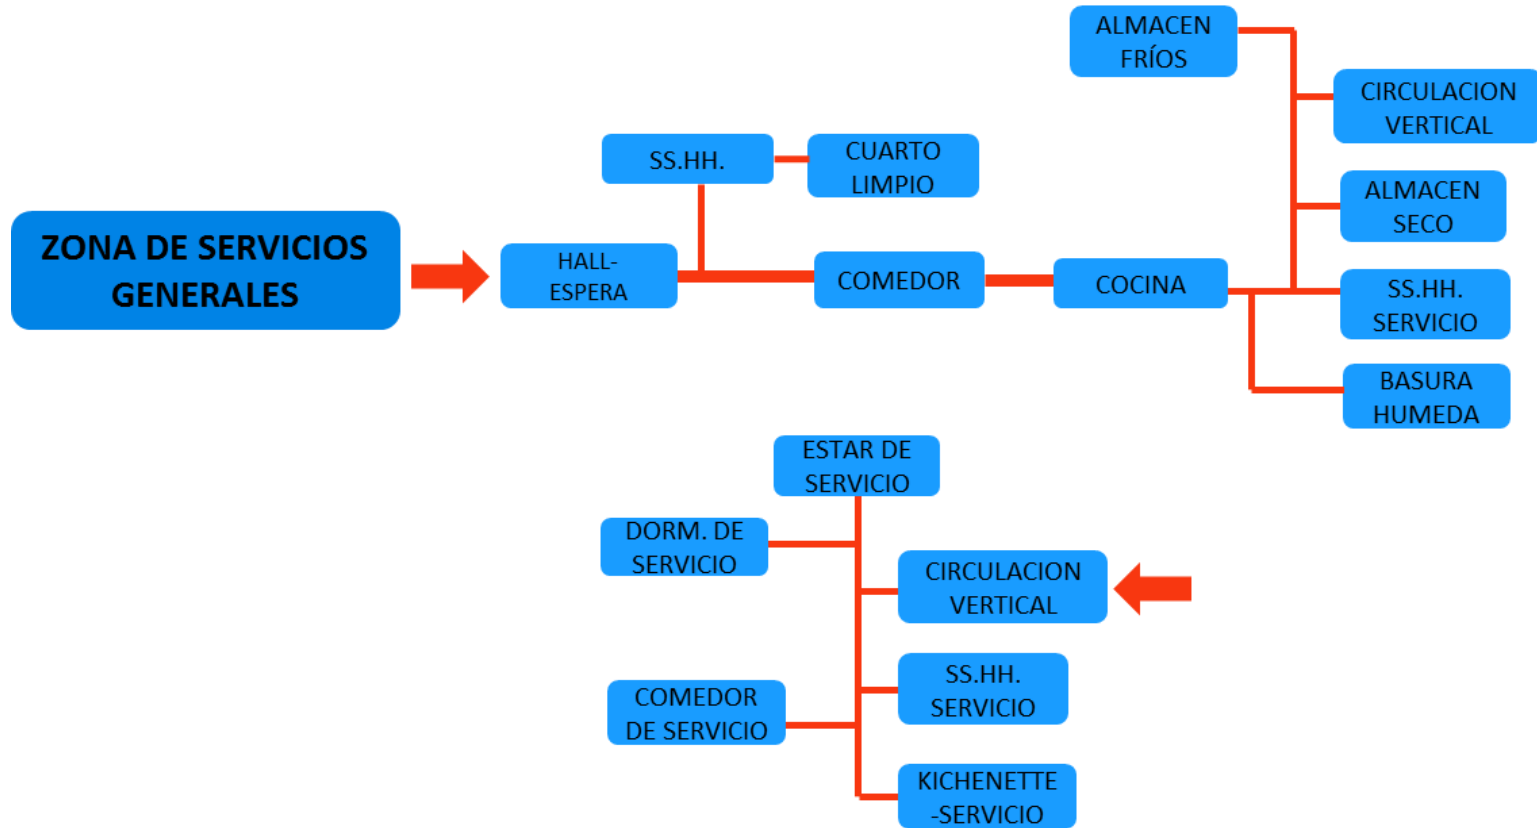 ZONA DE SERVICIOS
GENERALES
HALL-
ESPERA
SS.HH.
CUARTO
LIMPIO
COMEDOR
COCINA
ALMACEN
FRÍOS
CIRCULACION
VERTICAL
ALMACEN
SECO
SS.HH.
SERVICIO
BASURA
HUMEDA
ESTAR DE
SERVICIO
DORM. DE
SERVICIO
CIRCULACION
VERTICAL
SS.HH.
SERVICIO
COMEDOR
DE SERVICIO
KICHENETTE
-SERVICIO